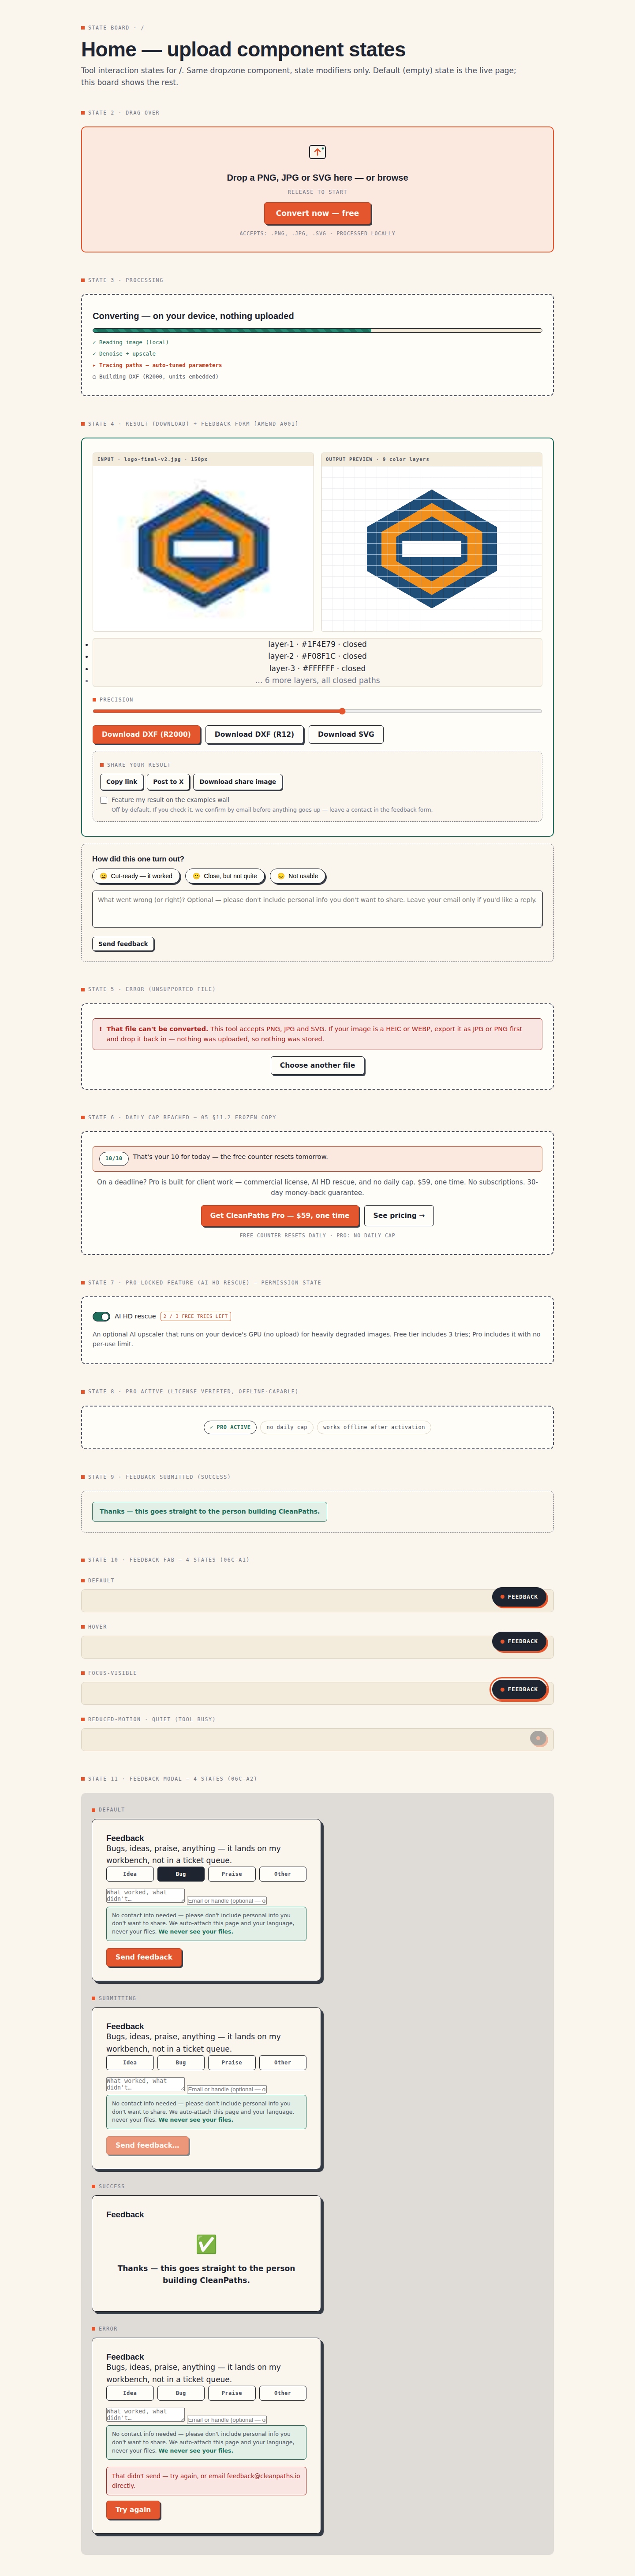 STATE BOARD · /
Home — upload component states
Tool interaction states for /. Same dropzone component, state modifiers only. Default (empty) state is the live page;
this board shows the rest.
STATE 2 · DRAG-OVER
Drop a PNG, JPG or SVG here — or browse
RELEASE TO START
Convert now — free
ACCEPTS: .PNG, .JPG, .SVG · PROCESSED LOCALLY
STATE 3 · PROCESSING
Converting — on your device, nothing uploaded
✓ Reading image (local)
✓ Denoise + upscale
Tracing paths — auto-tuned parameters
Building DXF (R2000, units embedded)
STATE 4 · RESULT (DOWNLOAD) + FEEDBACK FORM [AMEND A001]
INPUT · logo-final-v2.jpg · 150px
OUTPUT PREVIEW · 9 color layers
layer-1 · #1F4E79 · closed
layer-2 · #F08F1C · closed
layer-3 · #FFFFFF · closed
… 6 more layers, all closed paths
PRECISION
Download DXF (R2000)
Download DXF (R12)
Download SVG
SHARE YOUR RESULT
Copy link
Post to X
Download share image
Feature my result on the examples wall
Off by default. If you check it, we confirm by email before anything goes up — leave a contact in the feedback form.
How did this one turn out?
Cut-ready — it worked
Close, but not quite
Not usable
What went wrong (or right)? Optional — please don't include personal info you don't want to share. Leave your email only if you'd like a reply.
Send feedback
STATE 5 · ERROR (UNSUPPORTED FILE)
! That file can't be converted. This tool accepts PNG, JPG and SVG. If your image is a HEIC or WEBP, export it as JPG or PNG first
and drop it back in — nothing was uploaded, so nothing was stored.
Choose another file
STATE 6 · DAILY CAP REACHED — 05 §11.2 FROZEN COPY
10/10
That's your 10 for today — the free counter resets tomorrow.
On a deadline? Pro is built for client work — commercial license, AI HD rescue, and no daily cap. $59, one time. No subscriptions. 30-
day money-back guarantee.
Get CleanPaths Pro — $59, one time
See pricing →
FREE COUNTER RESETS DAILY · PRO: NO DAILY CAP
STATE 7 · PRO-LOCKED FEATURE (AI HD RESCUE) — PERMISSION STATE
AI HD rescue
2 / 3 FREE TRIES LEFT
An optional AI upscaler that runs on your device's GPU (no upload) for heavily degraded images. Free tier includes 3 tries; Pro includes it with no
per-use limit.
STATE 8 · PRO ACTIVE (LICENSE VERIFIED, OFFLINE-CAPABLE)
✓ PRO ACTIVE
no daily cap
works offline after activation
STATE 9 · FEEDBACK SUBMITTED (SUCCESS)
Thanks — this goes straight to the person building CleanPaths.
STATE 10 · FEEDBACK FAB — 4 STATES (06C-A1)
DEFAULT
FEEDBACK
HOVER
FEEDBACK
FOCUS-VISIBLE
FEEDBACK
REDUCED-MOTION · QUIET (TOOL BUSY)
STATE 11 · FEEDBACK MODAL — 4 STATES (06C-A2)
DEFAULT
Feedback
Bugs, ideas, praise, anything — it lands on my
workbench, not in a ticket queue.
Idea
Bug
Praise
Other
What worked, what
didn't…
Email or handle (optional — o
No contact info needed — please don't include personal info you
don't want to share. We auto-attach this page and your language,
never your files. We never see your files.
Send feedback
SUBMITTING
Feedback
Bugs, ideas, praise, anything — it lands on my
workbench, not in a ticket queue.
Idea
Bug
Praise
Other
What worked, what
didn't…
Email or handle (optional — o
No contact info needed — please don't include personal info you
don't want to share. We auto-attach this page and your language,
never your files. We never see your files.
Send feedback…
SUCCESS
Feedback
Thanks — this goes straight to the person
building CleanPaths.
ERROR
Feedback
Bugs, ideas, praise, anything — it lands on my
workbench, not in a ticket queue.
Idea
Bug
Praise
Other
What worked, what
didn't…
Email or handle (optional — o
No contact info needed — please don't include personal info you
don't want to share. We auto-attach this page and your language,
never your files. We never see your files.
That didn't send — try again, or email feedback@cleanpaths.io
directly.
Try again